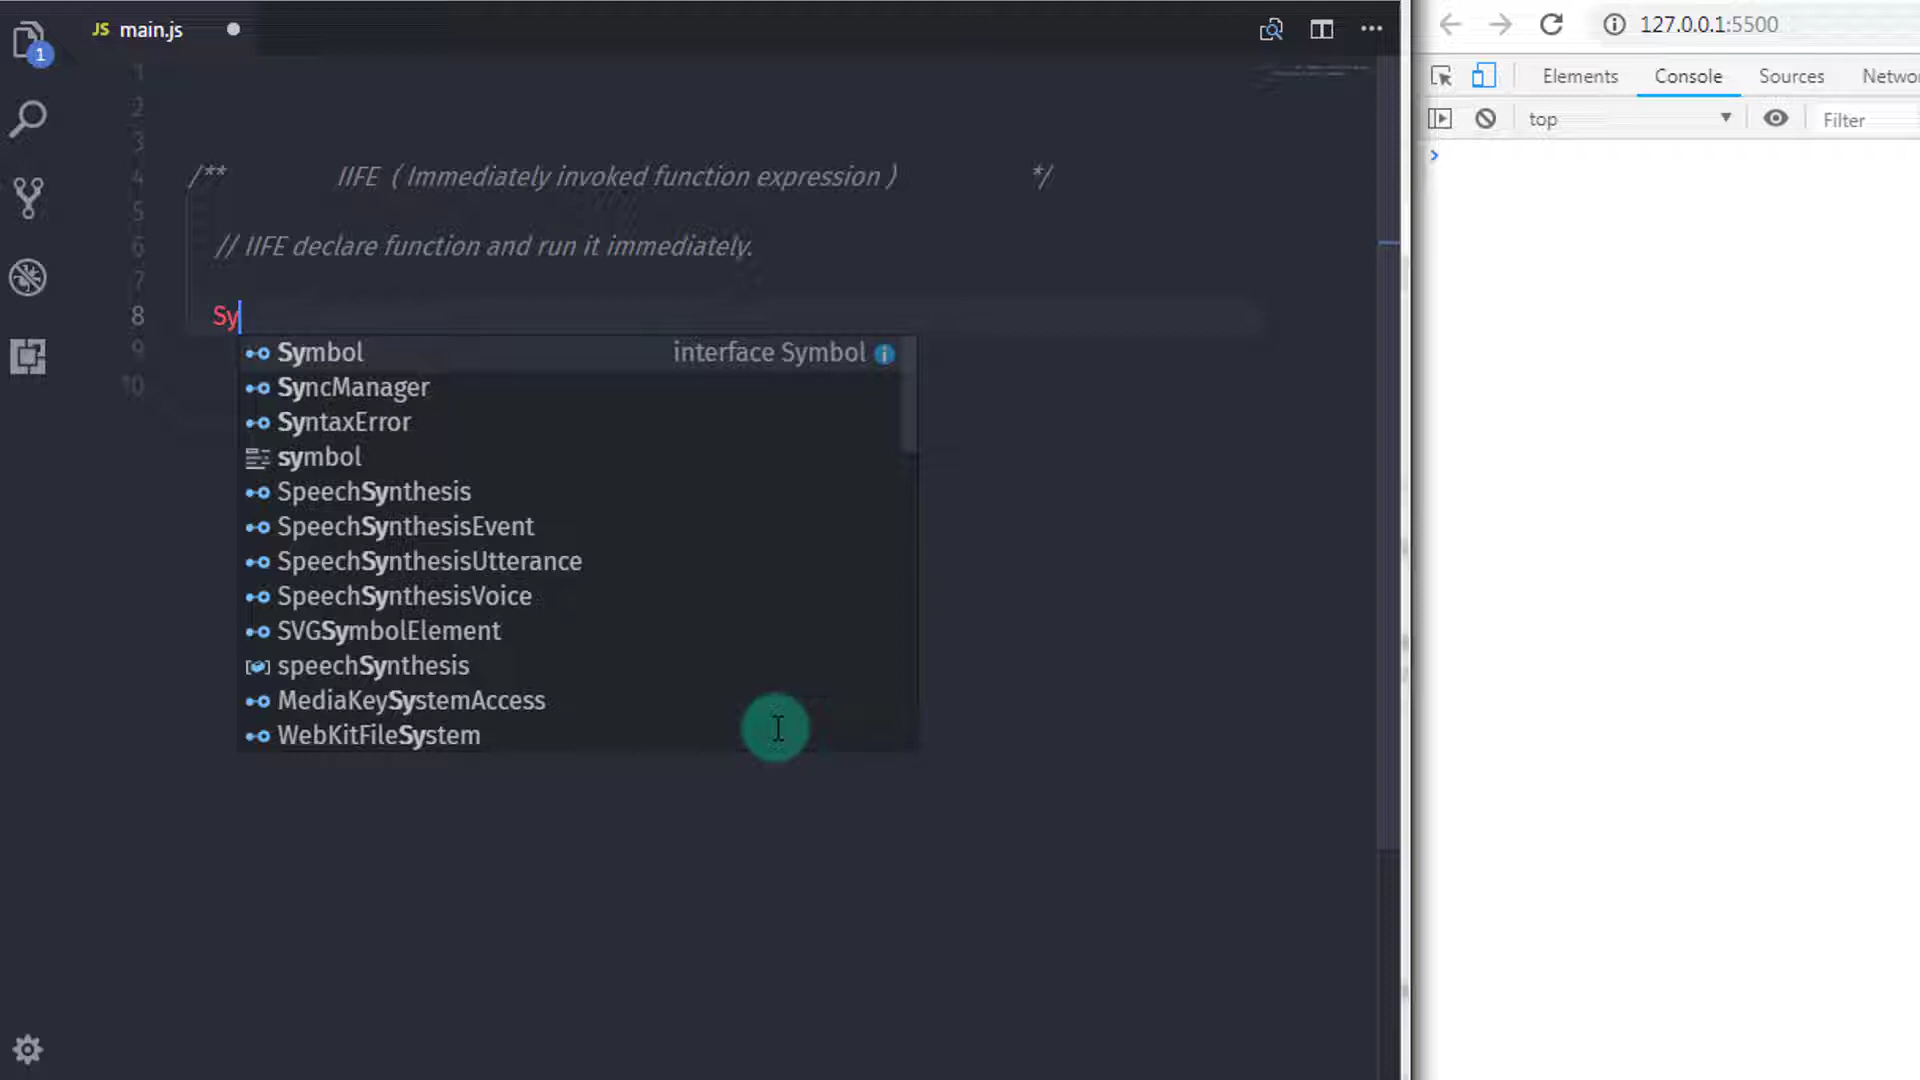 1
JS main.js
127.0.0.1:5500
Elements Console Sources Netwo
top Filter
1
2
3
4 /** IIFE ( Immediately invoked function expression ) */
5
6 // IIFE declare function and run it immediately.
7
8 Sy
9
10
Symbol interface Symbol
SyncManager
SyntaxError
symbol
SpeechSynthesis
SpeechSynthesisEvent
SpeechSynthesisUtterance
SpeechSynthesisVoice
SVGSymbolElement
speechSynthesis
MediaKeySystemAccess
WebKitFileSystem